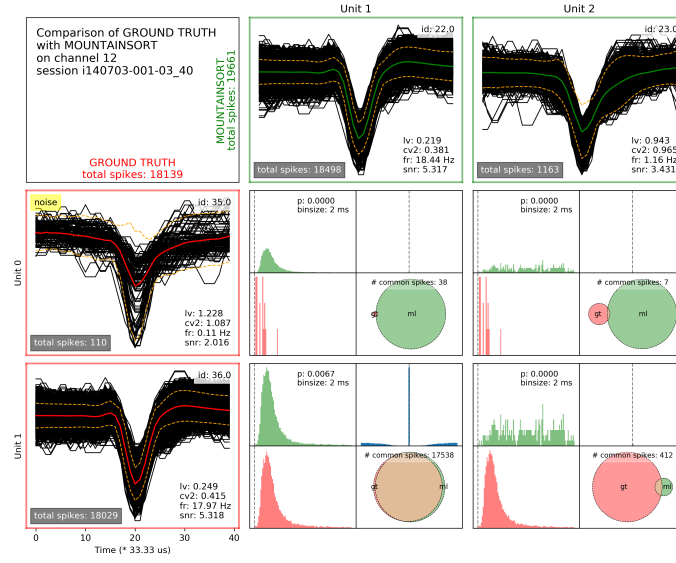 Unit 1
Unit 2
Comparison of GROUND TRUTH
with MOUNTAINSORT
on channel 12
session i140703-001-03_40
MOUNTAINSORT
total spikes: 19661
GROUND TRUTH
total spikes: 18139
id: 22.0
lv: 0.219
cv2: 0.381
fr: 18.44 Hz
snr: 5.317
total spikes: 18498
id: 23.0
lv: 0.943
cv2: 0.965
fr: 1.16 Hz
snr: 3.431
total spikes: 1163
Unit 0
noise
id: 35.0
lv: 1.228
cv2: 1.087
fr: 0.11 Hz
snr: 2.016
total spikes: 110
p: 0.0000
binsize: 2 ms
# common spikes: 38
gt
ml
p: 0.0000
binsize: 2 ms
# common spikes: 7
gt
ml
Unit 1
id: 36.0
lv: 0.249
cv2: 0.415
fr: 17.97 Hz
snr: 5.318
total spikes: 18029
p: 0.0067
binsize: 2 ms
# common spikes: 17538
gt
ml
p: 0.0000
binsize: 2 ms
# common spikes: 412
gt
ml
0 10 20 30 40
Time (* 33.33 us)